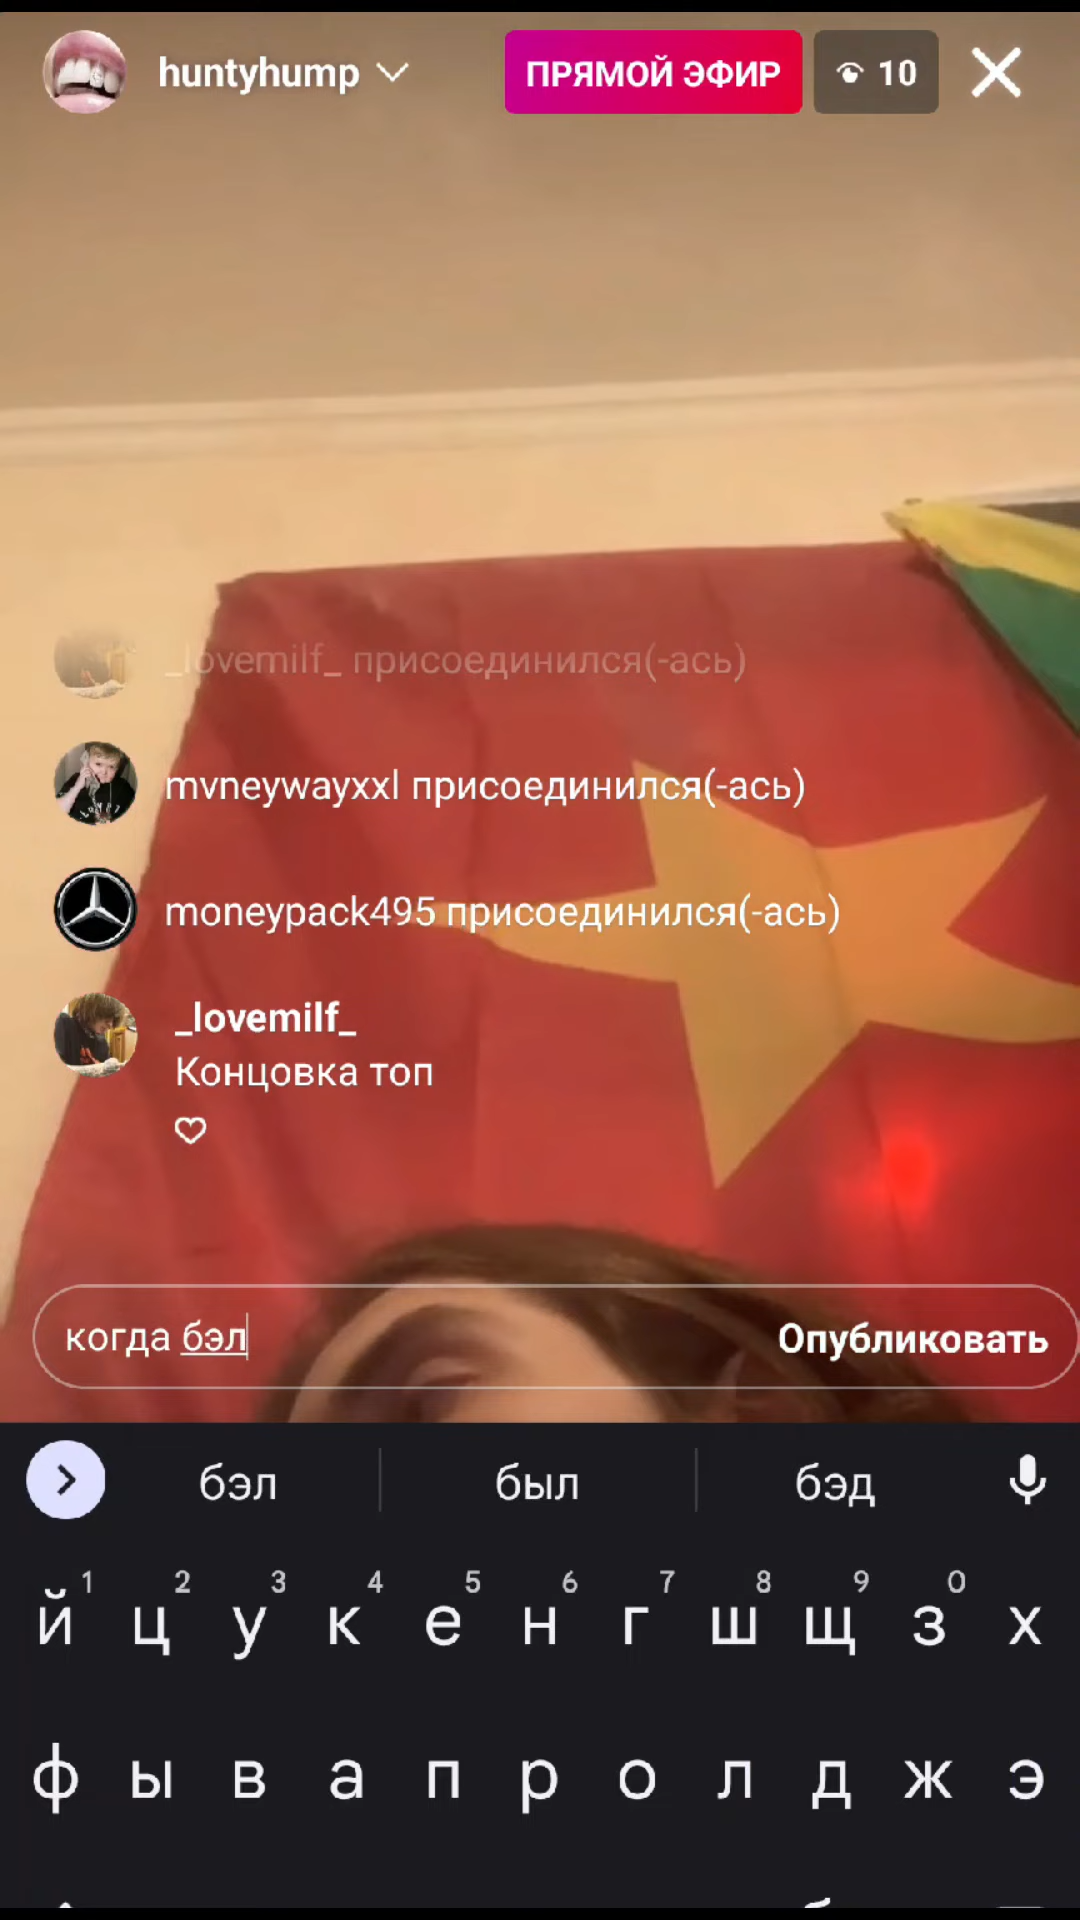 huntyhump
ПРЯМОЙ ЭФИР
10
_lovemilf_ присоединился(-ась)
mvneywayxxl присоединился(-ась)
moneypack495 присоединился(-ась)
_lovemilf_
Концовка топ
когда бэл
Опубликовать
бэл был бэд
1 2 3 4 5 6 7 8 9 0
й ц у к е н г ш щ з х
ф ы в а п р о л д ж э